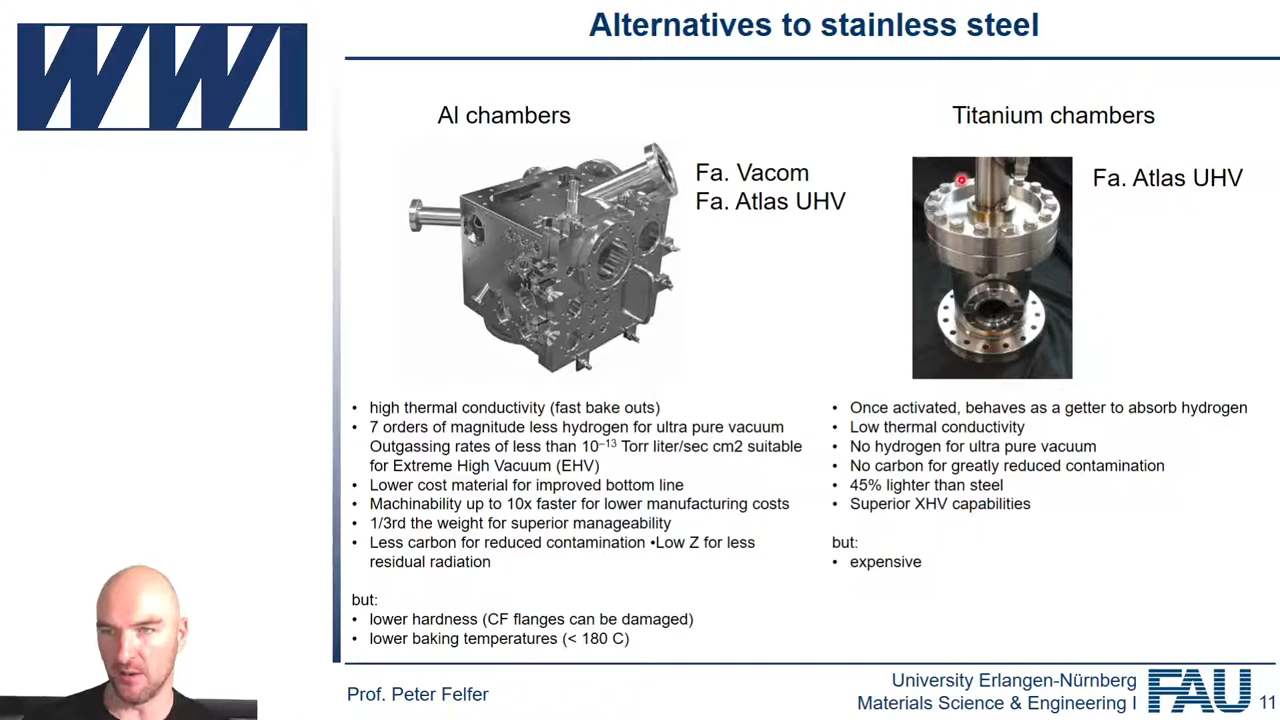 WWI
Alternatives to stainless steel
Al chambers
Fa. Vacom
Fa. Atlas UHV
• high thermal conductivity (fast bake outs)
• 7 orders of magnitude less hydrogen for ultra pure vacuum
Outgassing rates of less than 10⁻¹³ Torr liter/sec cm2 suitable
for Extreme High Vacuum (EHV)
• Lower cost material for improved bottom line
• Machinability up to 10x faster for lower manufacturing costs
• 1/3rd the weight for superior manageability
• Less carbon for reduced contamination •Low Z for less
residual radiation
but:
• lower hardness (CF flanges can be damaged)
• lower baking temperatures (< 180 C)
Titanium chambers
Fa. Atlas UHV
• Once activated, behaves as a getter to absorb hydrogen
• Low thermal conductivity
• No hydrogen for ultra pure vacuum
• No carbon for greatly reduced contamination
• 45% lighter than steel
• Superior XHV capabilities
but:
• expensive
Prof. Peter Felfer
University Erlangen-Nürnberg
Materials Science & Engineering I
FAU
11